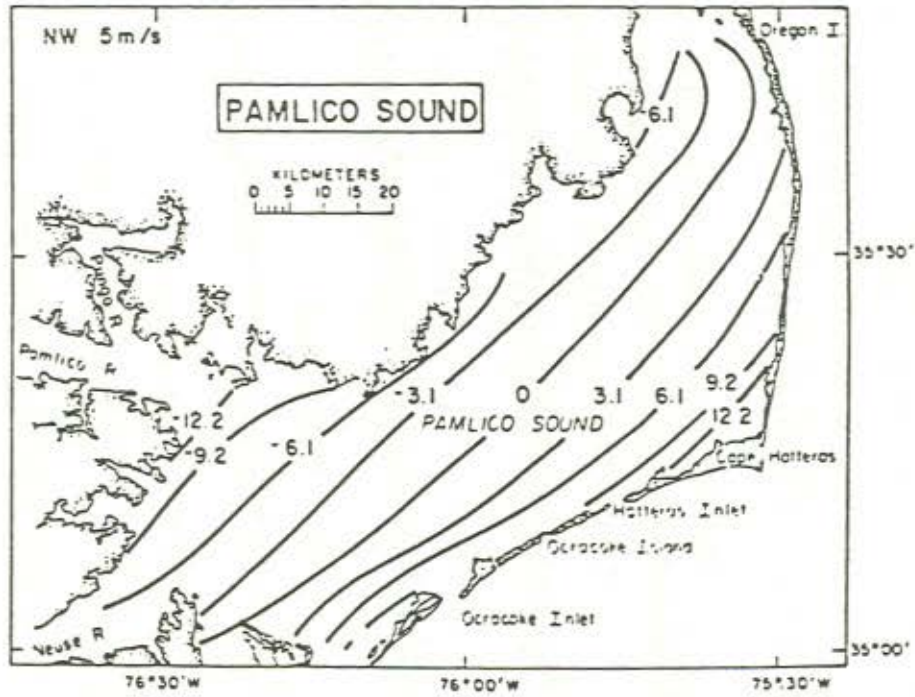 NW 5m/s
Oregon I.
PAMLICO SOUND
KILOMETERS
0 5 10 15 20
-6.1
35°30'
Pungo R
Pamlico R
-12.2
-9.2
-6.1
-3.1
0
3.1
6.1
9.2
12.2
PAMLICO SOUND
Cape Hatteras
Hatteras Inlet
Ocracoke Island
Ocracoke Inlet
Neuse R
35°00'
76°30'W
76°00'W
75°30'W